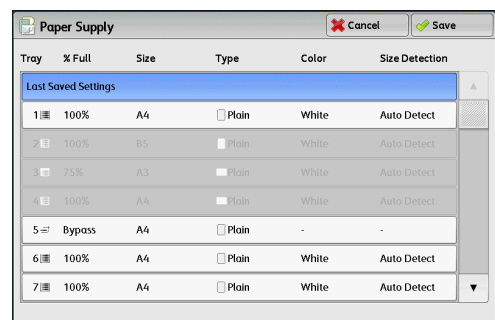 Paper Supply Cancel Save
Tray % Full Size Type Color Size Detection
Last Saved Settings
1 100% A4 Plain White Auto Detect
2 100% B5 Plain White Auto Detect
3 75% A3 Plain White Auto Detect
4 100% A4 Plain White Auto Detect
5 Bypass A4 Plain - -
6 100% A4 Plain White Auto Detect
7 100% A4 Plain White Auto Detect